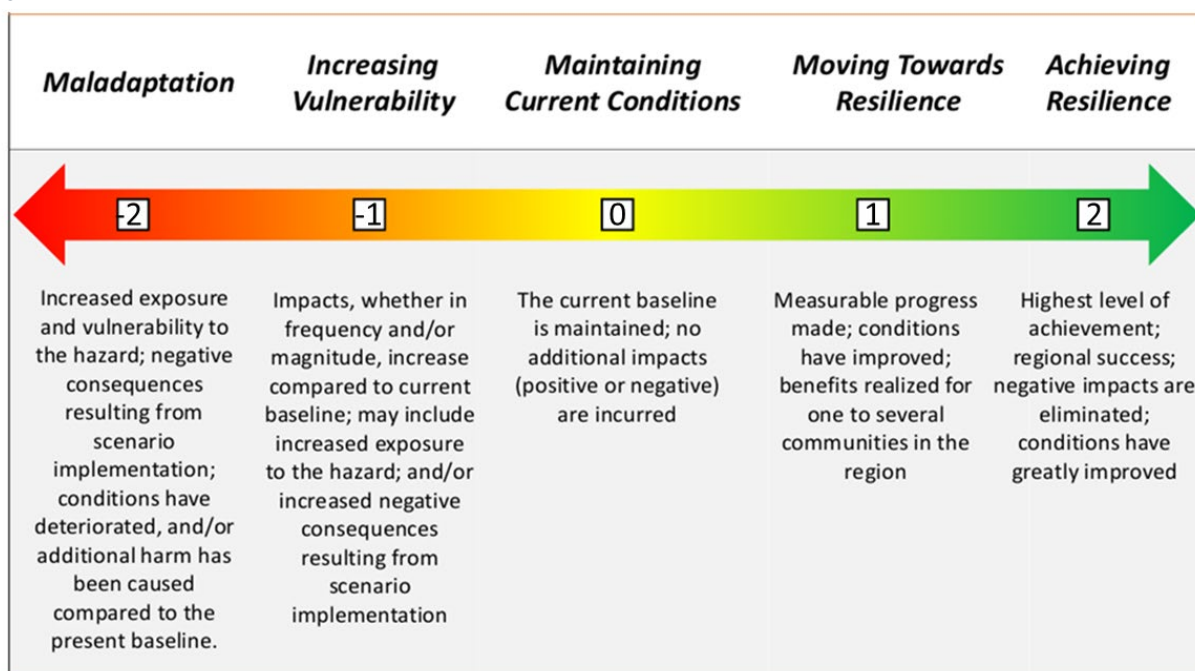 Maladaptation
Increasing
Vulnerability
Maintaining
Current Conditions
Moving Towards
Resilience
Achieving
Resilience
-2
-1
0
1
2
Increased exposure
and vulnerability to
the hazard; negative
consequences
resulting from
scenario
implementation;
conditions have
deteriorated, and/or
additional harm has
been caused
compared to the
present baseline.
Impacts, whether in
frequency and/or
magnitude, increase
compared to current
baseline; may include
increased exposure
to the hazard; and/or
increased negative
consequences
resulting from
scenario
implementation
The current baseline
is maintained; no
additional impacts
(positive or negative)
are incurred
Measurable progress
made; conditions
have improved;
benefits realized for
one to several
communities in the
region
Highest level of
achievement;
regional success;
negative impacts are
eliminated;
conditions have
greatly improved